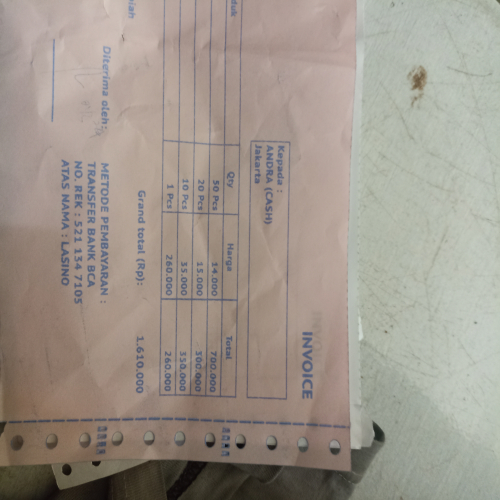 INVOICE
Kepada :
ANDRA (CASH)
Jakarta
duk Qty Harga Total
50 Pcs 14.000 700.000
20 Pcs 15.000 300.000
10 Pcs 35.000 350.000
1 Pcs 260.000 260.000
Grand total (Rp): 1.610.000
Diterima oleh:
METODE PEMBAYARAN :
TRANSFER BANK BCA
NO. REK : 521 134 7105
ATAS NAMA : LASINO